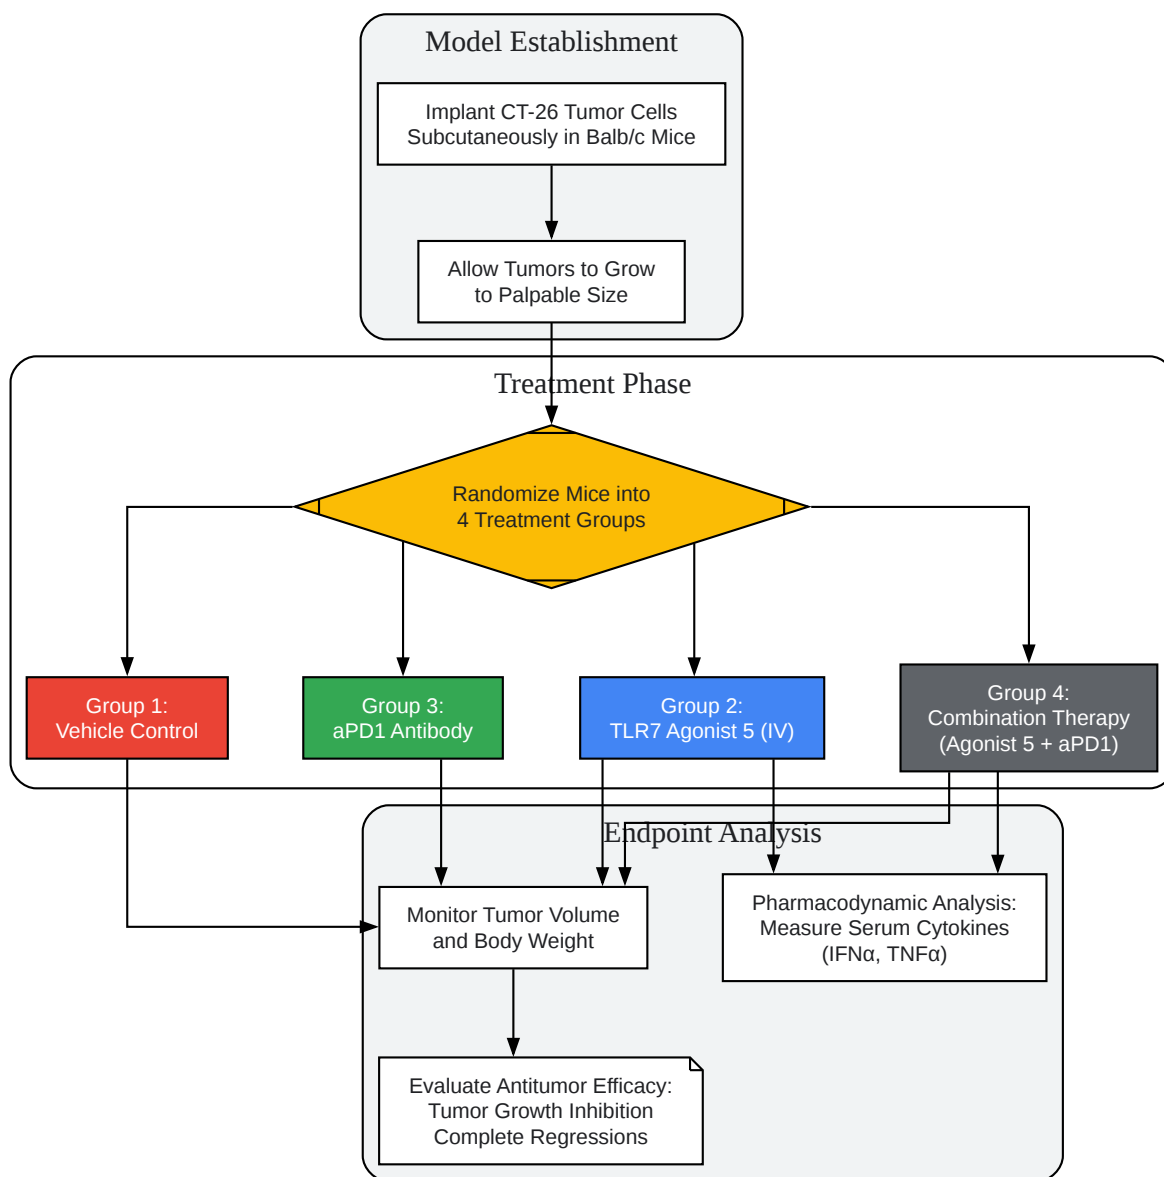 Model Establishment
Implant CT-26 Tumor Cells
Subcutaneously in Balb/c Mice
Allow Tumors to Grow
to Palpable Size
Treatment Phase
Randomize Mice into
4 Treatment Groups
Group 1:
Vehicle Control
Group 3:
aPD1 Antibody
Group 2:
TLR7 Agonist 5 (IV)
Group 4:
Combination Therapy
(Agonist 5 + aPD1)
Endpoint Analysis
Monitor Tumor Volume
and Body Weight
Pharmacodynamic Analysis:
Measure Serum Cytokines
(IFNα, TNFα)
Evaluate Antitumor Efficacy:
Tumor Growth Inhibition
Complete Regressions